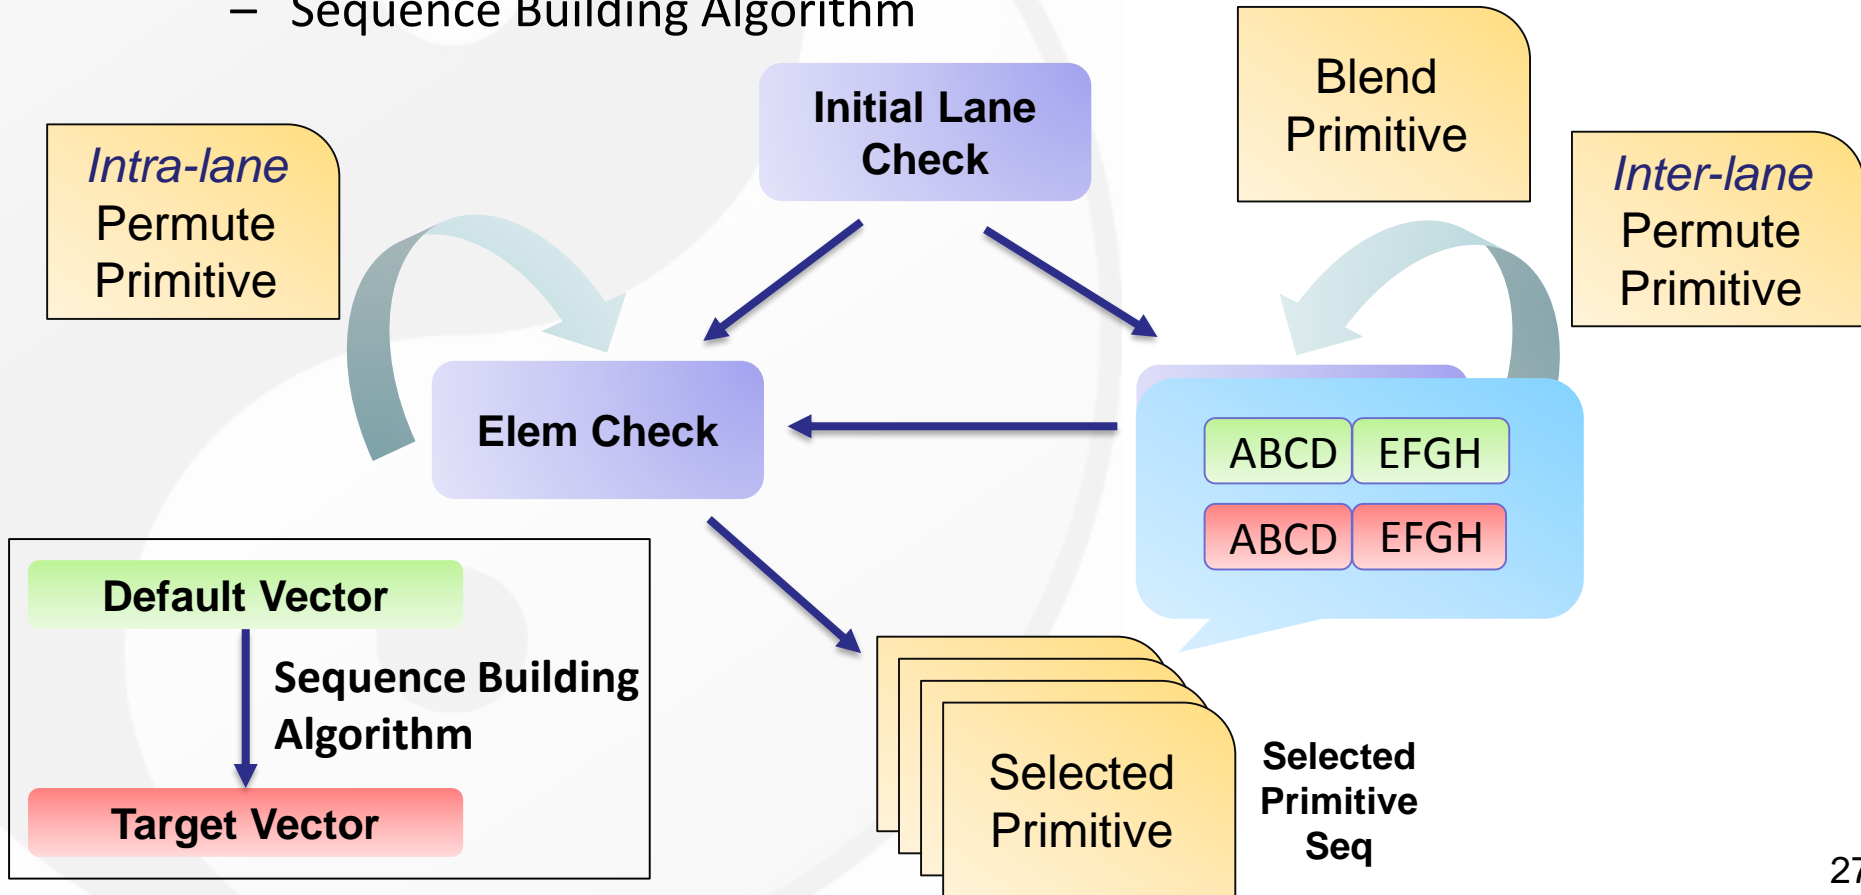 – Sequence Building Algorithm
Initial Lane
Check
Blend
Primitive
Intra-lane
Permute
Primitive
Inter-lane
Permute
Primitive
Elem Check
ABCD EFGH
ABCD EFGH
Default Vector
Sequence Building
Algorithm
Target Vector
Selected
Primitive
Selected
Primitive
Seq
27